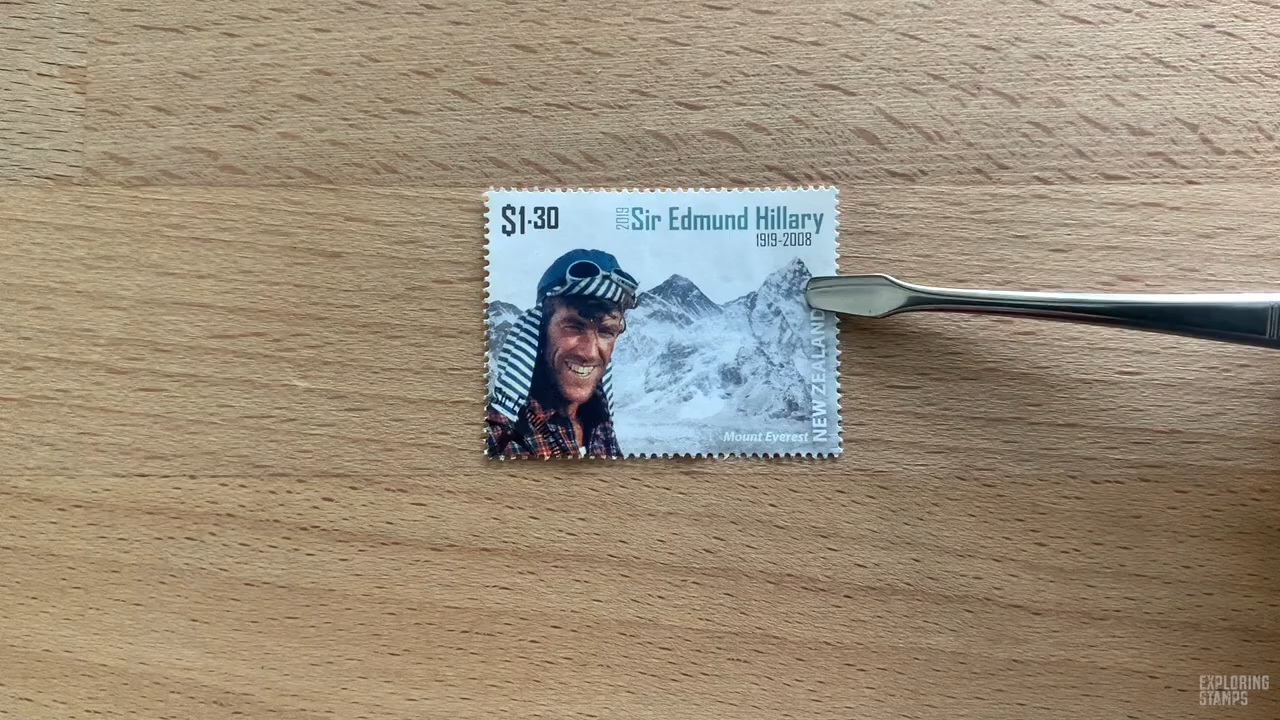 $1.30
2019
Sir Edmund Hillary
1919-2008
NEW ZEALAND
Mount Everest
EXPLORING
STAMPS